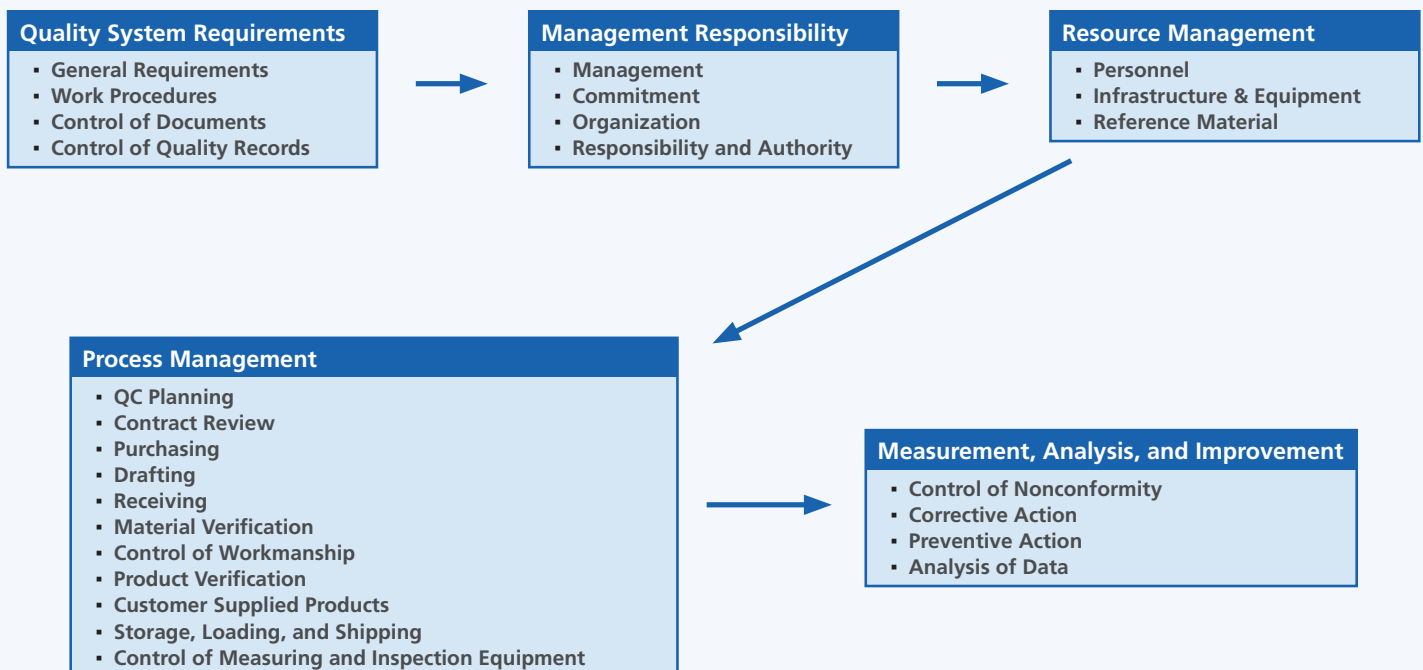 Quality System Requirements
▪ General Requirements
▪ Work Procedures
▪ Control of Documents
▪ Control of Quality Records
Management Responsibility
▪ Management
▪ Commitment
▪ Organization
▪ Responsibility and Authority
Resource Management
▪ Personnel
▪ Infrastructure & Equipment
▪ Reference Material
Process Management
▪ QC Planning
▪ Contract Review
▪ Purchasing
▪ Drafting
▪ Receiving
▪ Material Verification
▪ Control of Workmanship
▪ Product Verification
▪ Customer Supplied Products
▪ Storage, Loading, and Shipping
▪ Control of Measuring and Inspection Equipment
Measurement, Analysis, and Improvement
▪ Control of Nonconformity
▪ Corrective Action
▪ Preventive Action
▪ Analysis of Data